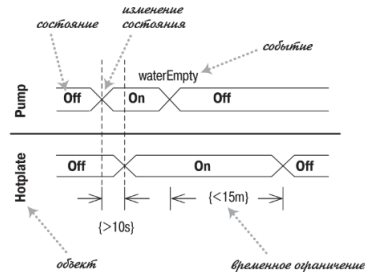 состояние
изменение
состояния
событие
waterEmpty
Pump
Off On Off
Hotplate
Off On Off
{>10s}
{<15m}
объект
временное ограничение